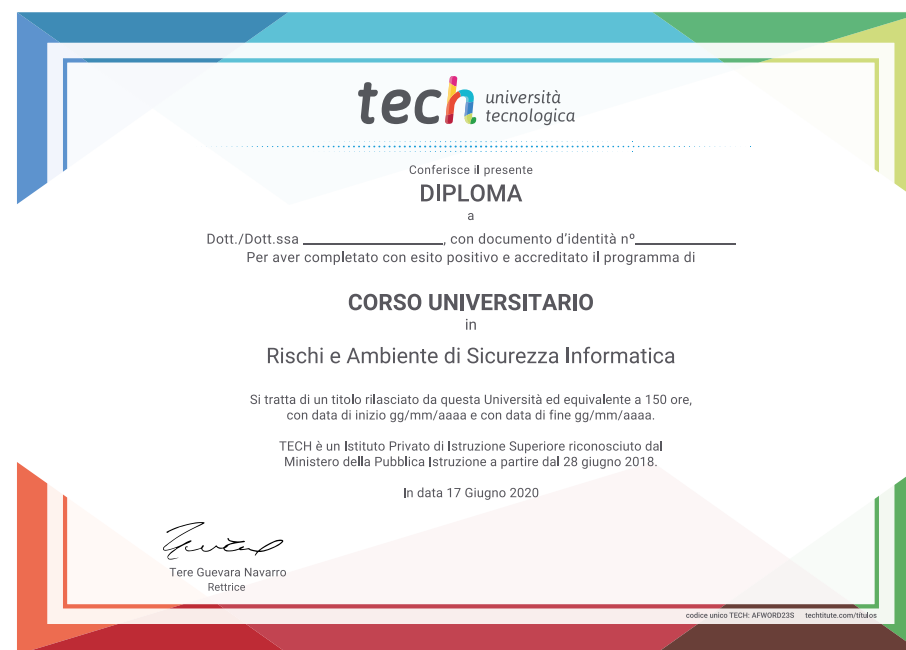 tech università
tecnologica
Conferisce il presente
DIPLOMA
a
Dott./Dott.ssa ____________________, con documento d'identità nº______________
Per aver completato con esito positivo e accreditato il programma di
CORSO UNIVERSITARIO
in
Rischi e Ambiente di Sicurezza Informatica
Si tratta di un titolo rilasciato da questa Università ed equivalente a 150 ore,
con data di inizio gg/mm/aaaa e con data di fine gg/mm/aaaa.
TECH è un Istituto Privato di Istruzione Superiore riconosciuto dal
Ministero della Pubblica Istruzione a partire dal 28 giugno 2018.
In data 17 Giugno 2020
Tere Guevara Navarro
Rettrice
codice unico TECH: AFWORD23S techtitute.com/titulos